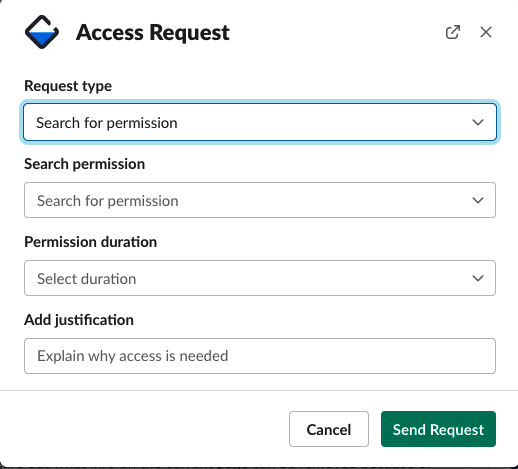 Access Request
Request type
Search for permission
Search permission
Search for permission
Permission duration
Select duration
Add justification
Explain why access is needed
Cancel
Send Request